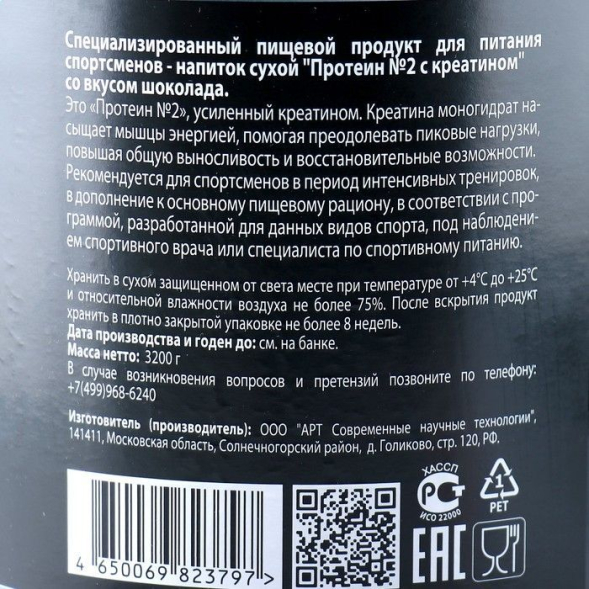 Специализированный пищевой продукт для питания
спортсменов - напиток сухой "Протеин №2 с креатином"
со вкусом шоколада.
Это «Протеин №2», усиленный креатином. Креатина моногидрат на-
сыщает мышцы энергией, помогая преодолевать пиковые нагрузки,
повышая общую выносливость и восстановительные возможности.
Рекомендуется для спортсменов в период интенсивных тренировок,
в дополнение к основному пищевому рациону, в соответствии с про-
граммой, разработанной для данных видов спорта, под наблюдени-
ем спортивного врача или специалиста по спортивному питанию.
Хранить в сухом защищенном от света месте при температуре от +4°С до +25°С
и относительной влажности воздуха не более 75%. После вскрытия продукт
хранить в плотно закрытой упаковке не более 8 недель.
Дата производства и годен до: см. на банке.
Масса нетто: 3200 г
В случае возникновения вопросов и претензий позвоните по телефону:
+7(499)968-6240
Изготовитель (производитель): ООО "АРТ Современные научные технологии",
141411, Московская область, Солнечногорский район, д. Голиково, стр. 120, РФ.
ХАССП
РСТ
ИСО 22000
1
PET
EAC
4 650069 823797 >